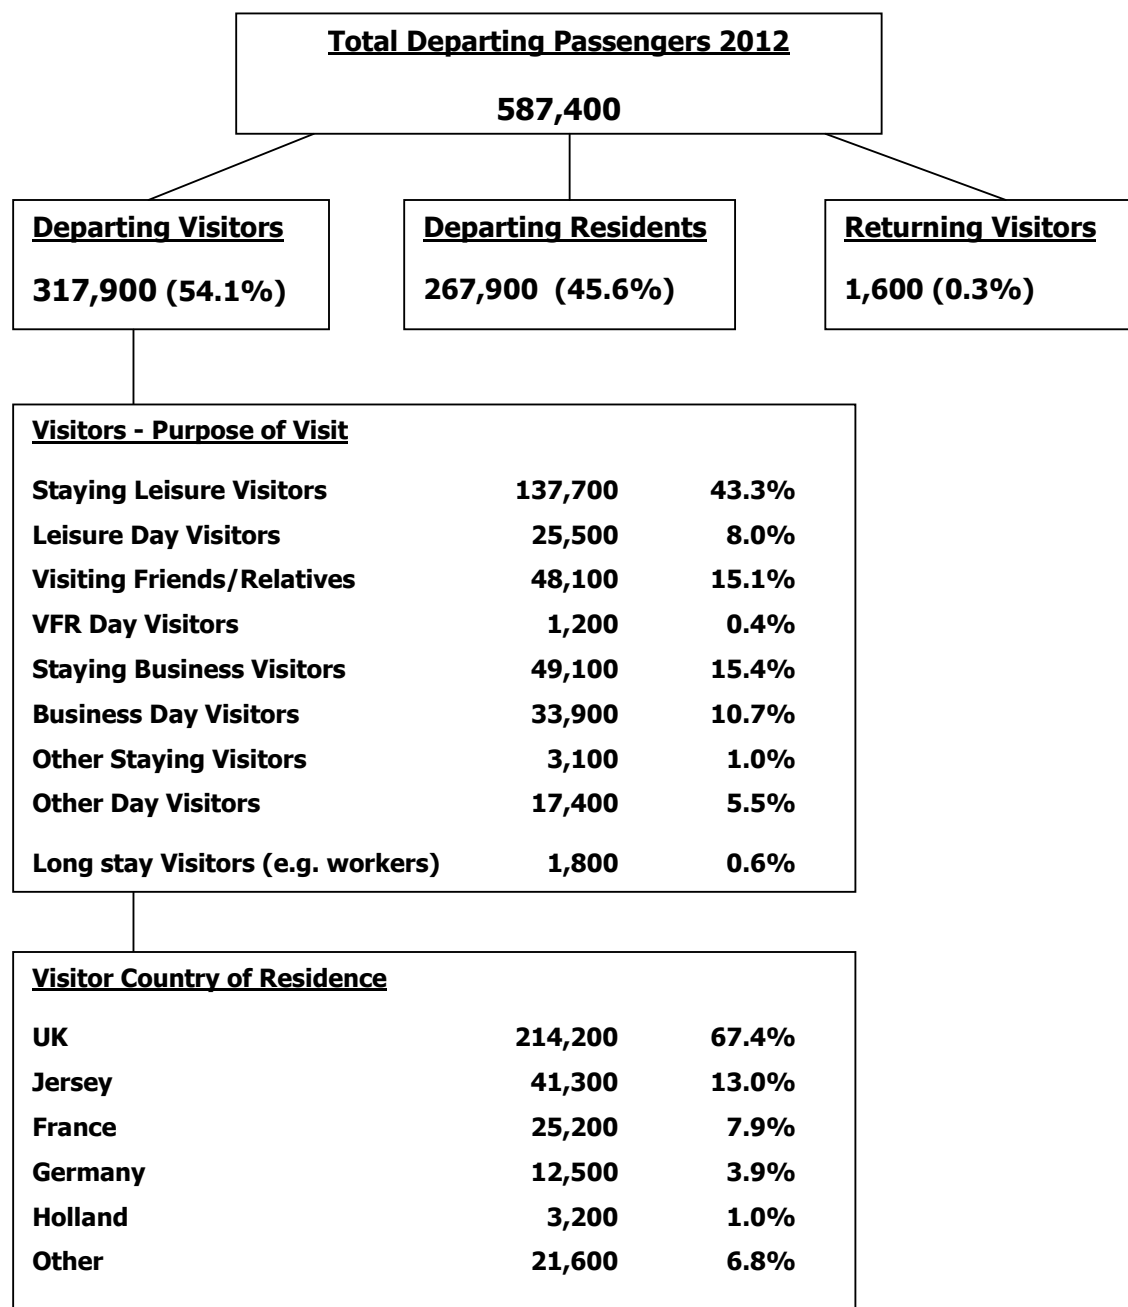 Total Departing Passengers 2012
587,400
Departing Visitors
317,900 (54.1%)
Departing Residents
267,900 (45.6%)
Returning Visitors
1,600 (0.3%)
Visitors - Purpose of Visit
Staying Leisure Visitors 137,700 43.3%
Leisure Day Visitors 25,500 8.0%
Visiting Friends/Relatives 48,100 15.1%
VFR Day Visitors 1,200 0.4%
Staying Business Visitors 49,100 15.4%
Business Day Visitors 33,900 10.7%
Other Staying Visitors 3,100 1.0%
Other Day Visitors 17,400 5.5%
Long stay Visitors (e.g. workers) 1,800 0.6%
Visitor Country of Residence
UK 214,200 67.4%
Jersey 41,300 13.0%
France 25,200 7.9%
Germany 12,500 3.9%
Holland 3,200 1.0%
Other 21,600 6.8%